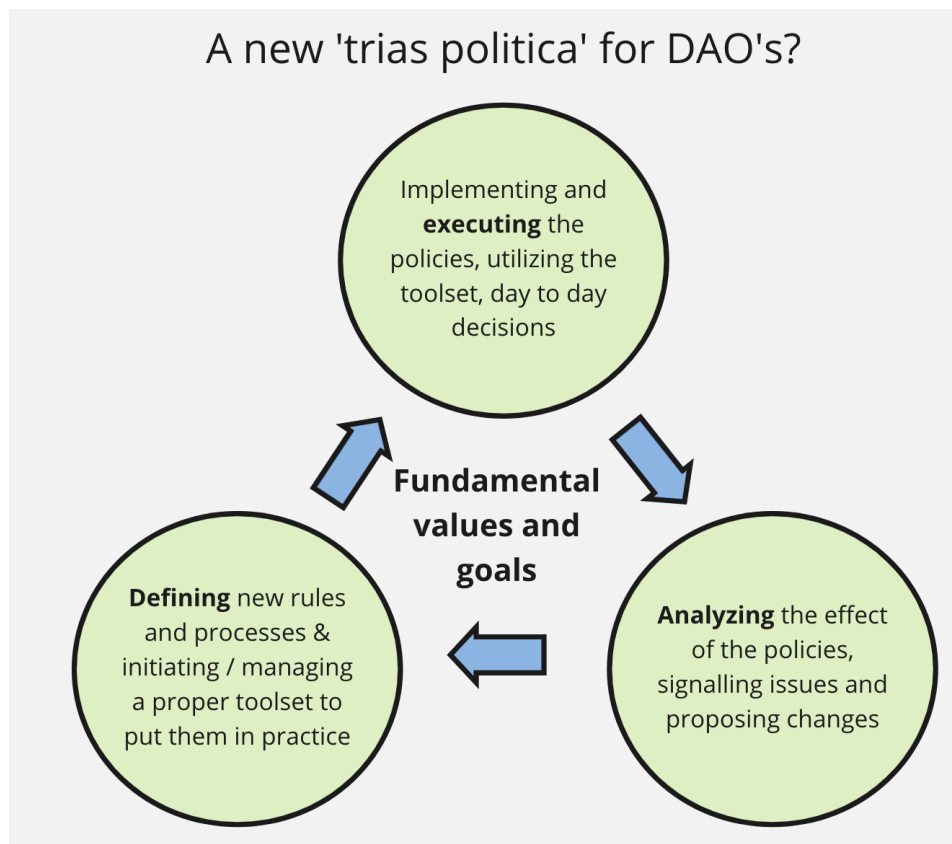 A new 'trias politica' for DAO's?
Implementing and
executing the
policies, utilizing the
toolset, day to day
decisions
Fundamental
values and
goals
Defining new rules
and processes &
initiating / managing
a proper toolset to
put them in practice
Analyzing the effect
of the policies,
signalling issues and
proposing changes